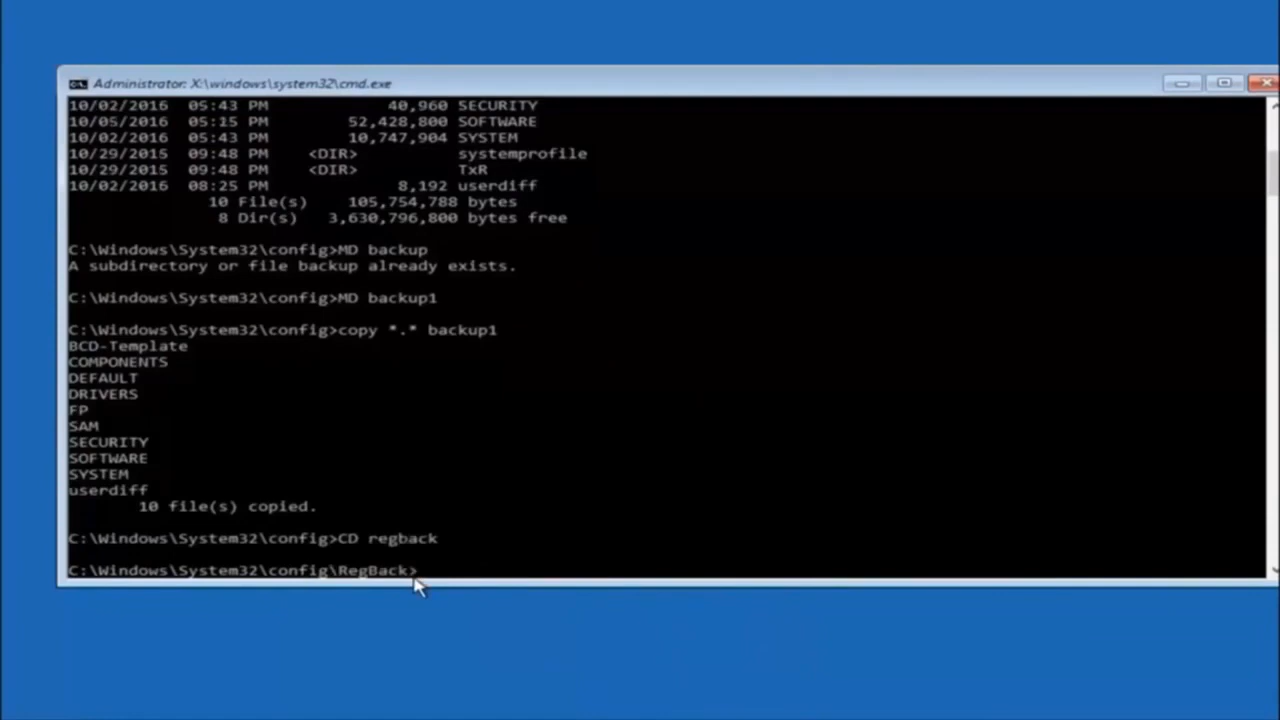 Administrator: X:\windows\system32\cmd.exe
10/02/2016  05:43 PM            40,960 SECURITY
10/05/2016  05:15 PM        52,428,800 SOFTWARE
10/02/2016  05:43 PM        10,747,904 SYSTEM
10/29/2015  09:48 PM    <DIR>          systemprofile
10/29/2015  09:48 PM    <DIR>          TxR
10/02/2016  08:25 PM             8,192 userdiff
10 File(s)    105,754,788 bytes
8 Dir(s)   3,630,796,800 bytes free
C:\Windows\System32\config>MD backup
A subdirectory or file backup already exists.
C:\Windows\System32\config>MD backup1
C:\Windows\System32\config>copy *.* backup1
BCD-Template
COMPONENTS
DEFAULT
DRIVERS
FP
SAM
SECURITY
SOFTWARE
SYSTEM
userdiff
10 file(s) copied.
C:\Windows\System32\config>CD regback
C:\Windows\System32\config\RegBack>